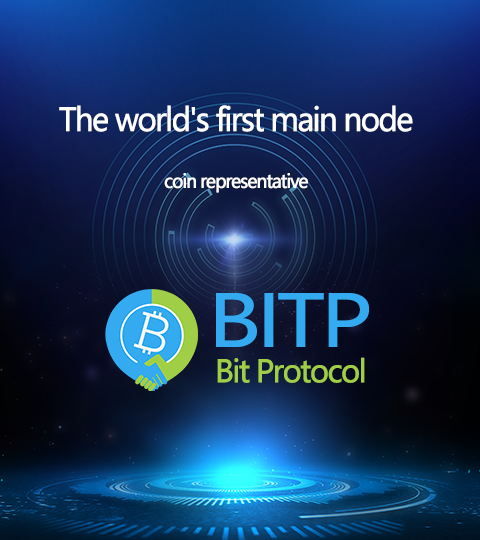 The world's first main node
coin representative
BITP
Bit Protocol